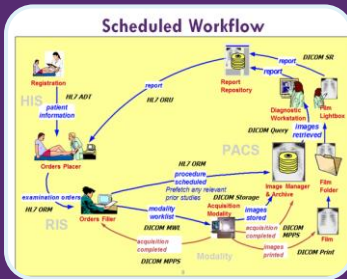 Scheduled Workflow
Registration
HIS
HL7 ADT
patient
information
Orders Placer
report
HL7 ORU
Report
Repository
DICOM SR
report
report
Diagnostic
Workstation
Film
Lightbox
DICOM Query
images
retrieved
HL7 ORM
procedure
scheduled
Prefetch any relevant
prior studies
PACS
Image Manager
& Archive
Film
Folder
examination orders
HL7 ORM
RIS
Orders Filler
modality
worklist
DICOM MWL
DICOM Storage
Acquisition
Modality
images
stored
acquisition
completed
DICOM MPPS
acquisition
completed
DICOM
MPPS
images
printed
Film
DICOM Print
Modality